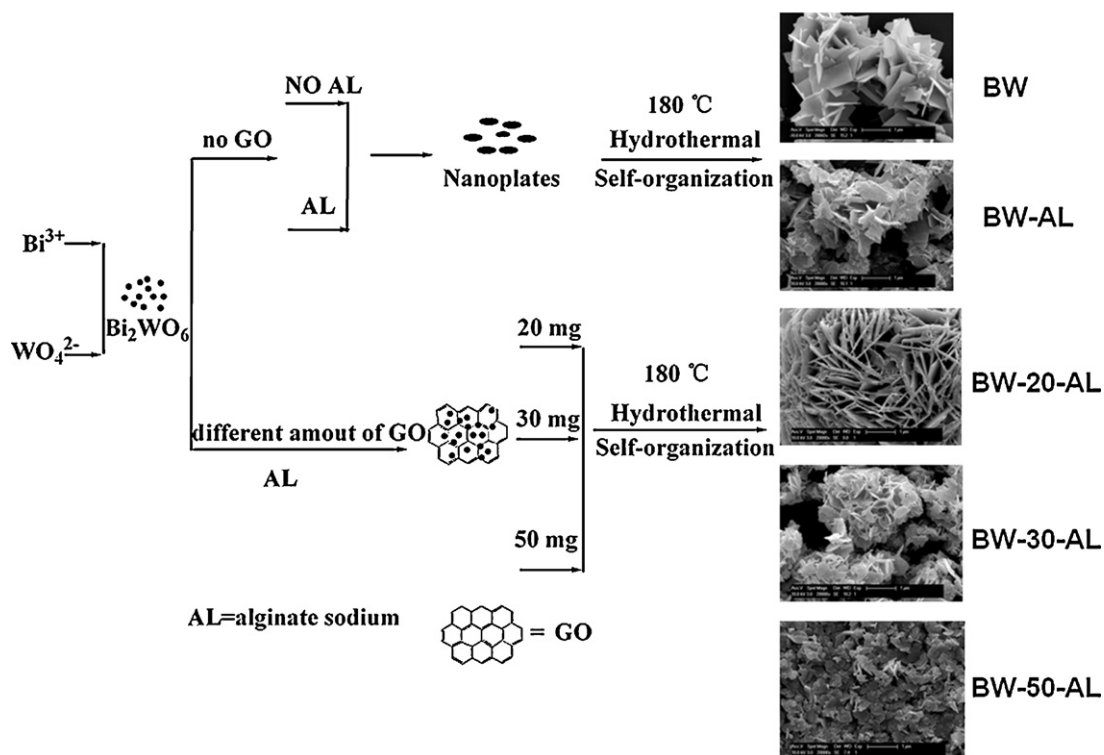 NO AL
no GO
AL
Nanoplates
180 ℃
Hydrothermal
Self-organization
BW
BW-AL
Bi3+
WO42-
Bi2WO6
different amout of GO
AL
20 mg
30 mg
50 mg
180 ℃
Hydrothermal
Self-organization
BW-20-AL
BW-30-AL
BW-50-AL
AL=alginate sodium
= GO